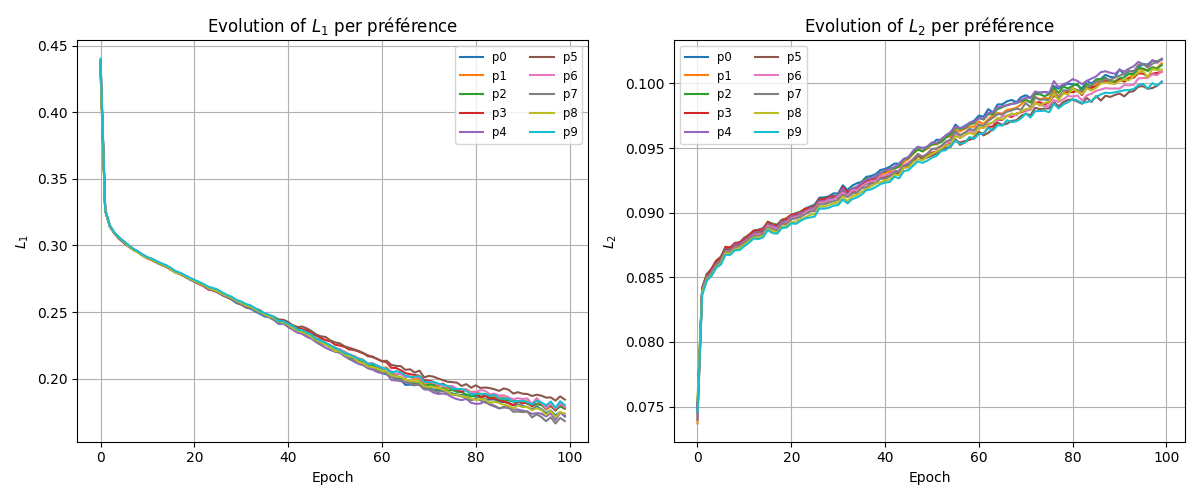 Evolution of L₁ per préférence
0.45
0.40
0.35
0.30
0.25
0.20
L₁
0 20 40 60 80 100
Epoch
p0 p5
p1 p6
p2 p7
p3 p8
p4 p9
Evolution of L₂ per préférence
0.100
0.095
0.090
0.085
0.080
0.075
L₂
0 20 40 60 80 100
Epoch
p0 p5
p1 p6
p2 p7
p3 p8
p4 p9